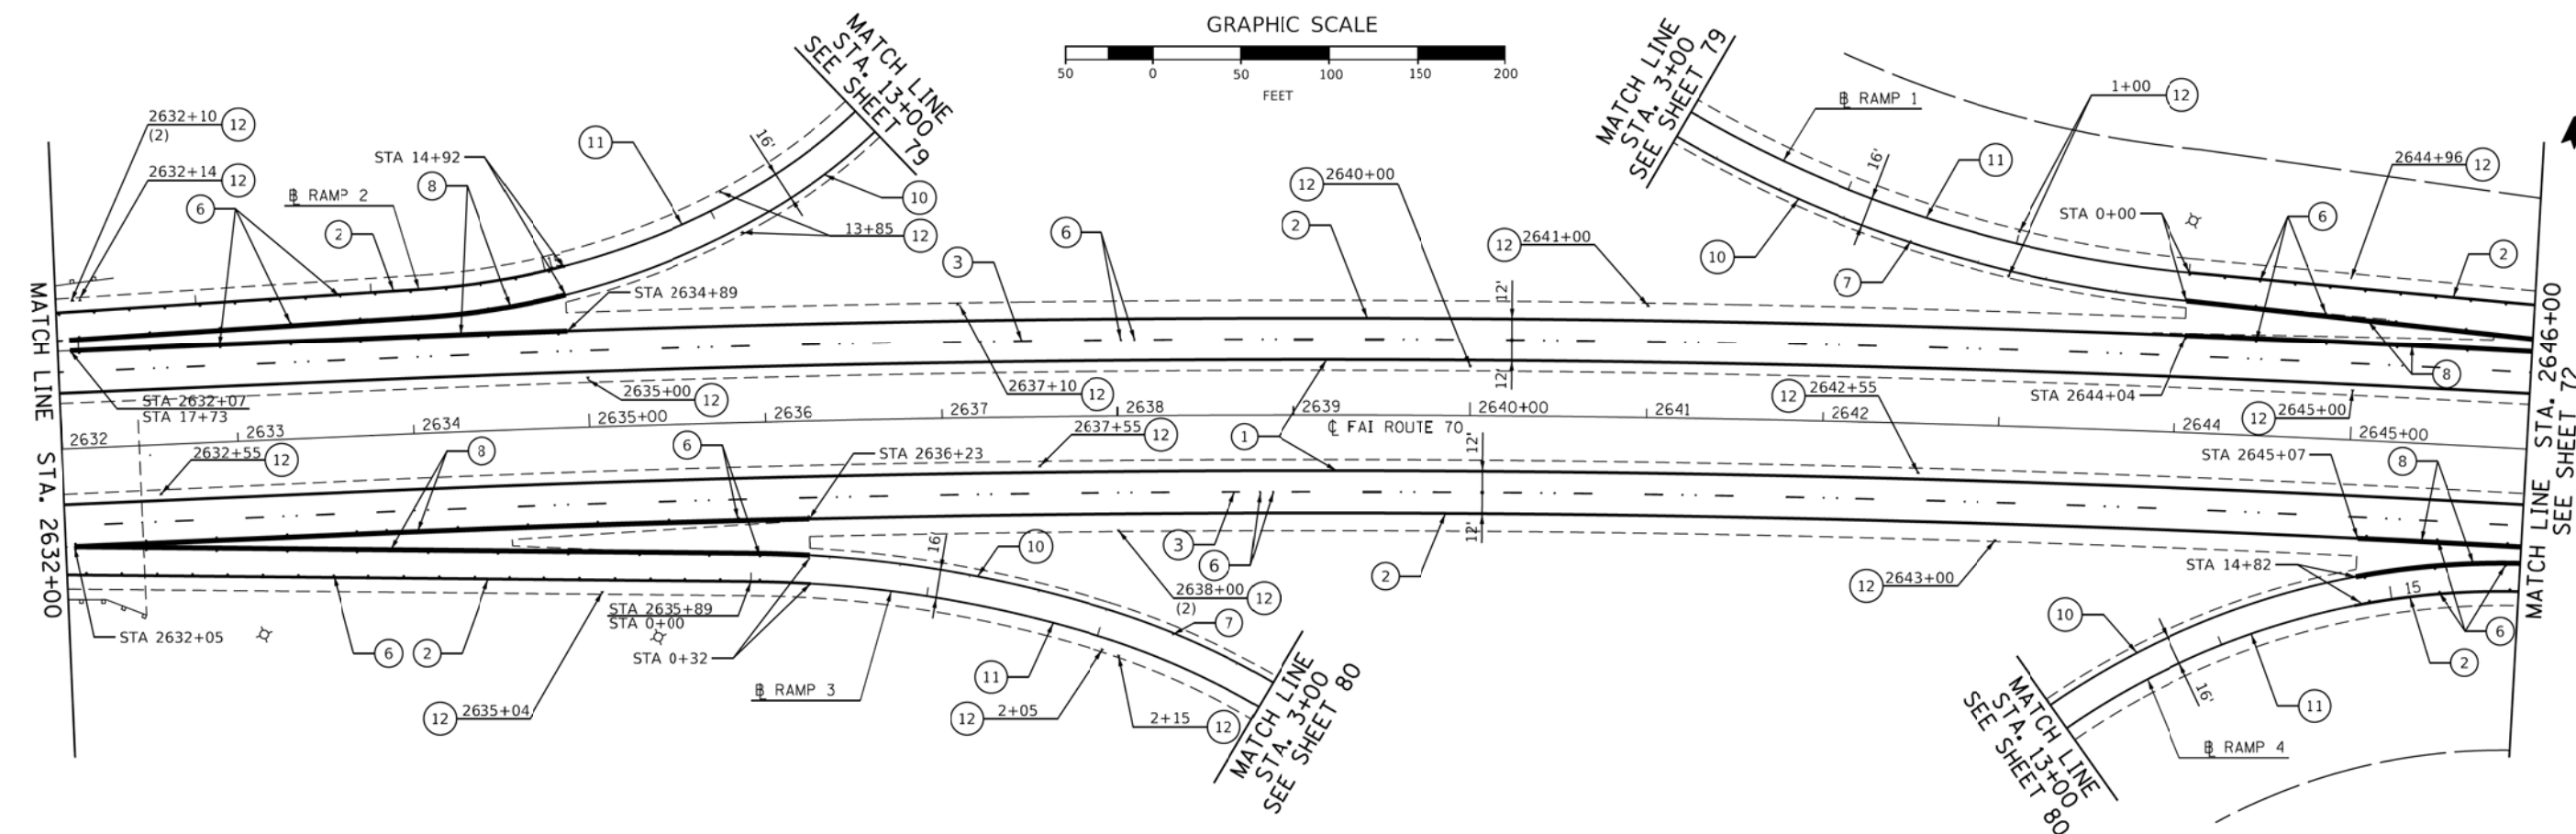 GRAPHIC SCALE
50 0 50 100 150 200
FEET
MATCH LINE
STA. 13+00
SEE SHEET 79
MATCH LINE
STA. 3+00
SEE SHEET 79
2632+10 12
(2)
2632+14 12
STA 14+92
11
16'
6
℄ RAMP 2
8
2
10
13+85 12
3
6
12 2640+00
2
12 2641+00
STA 2634+89
℄ RAMP 1
1+00 12
16'
11
10
7
STA 0+00
6
2644+96 12
2
12'
12'
8
MATCH LINE STA. 2632+00
STA 2632+07
STA 17+73
2635+00 12
2637+10 12
12 2642+55
STA 2644+04
12 2645+00
2632 2633 2634 2635+00 2636 2637 2638 2639 2640+00 2641 2642 2644 2645+00
℄ FAI ROUTE 70
2632+55 12
8
6
STA 2636+23
2637+55 12
1
12'
12'
STA 2645+07
8
MATCH LINE STA. 2646+00
SEE SHEET 72
STA 2632+05
6
2
12 2635+04
STA 2635+89
STA 0+00
STA 0+32
℄ RAMP 3
16'
10
3
6
2638+00 12
(2)
2
7
11
12 2+05
2+15 12
MATCH LINE
STA. 3+00
SEE SHEET 80
12 2643+00
STA 14+82
15
10
6
2
16'
11
℄ RAMP 4
MATCH LINE
STA. 13+00
SEE SHEET 80